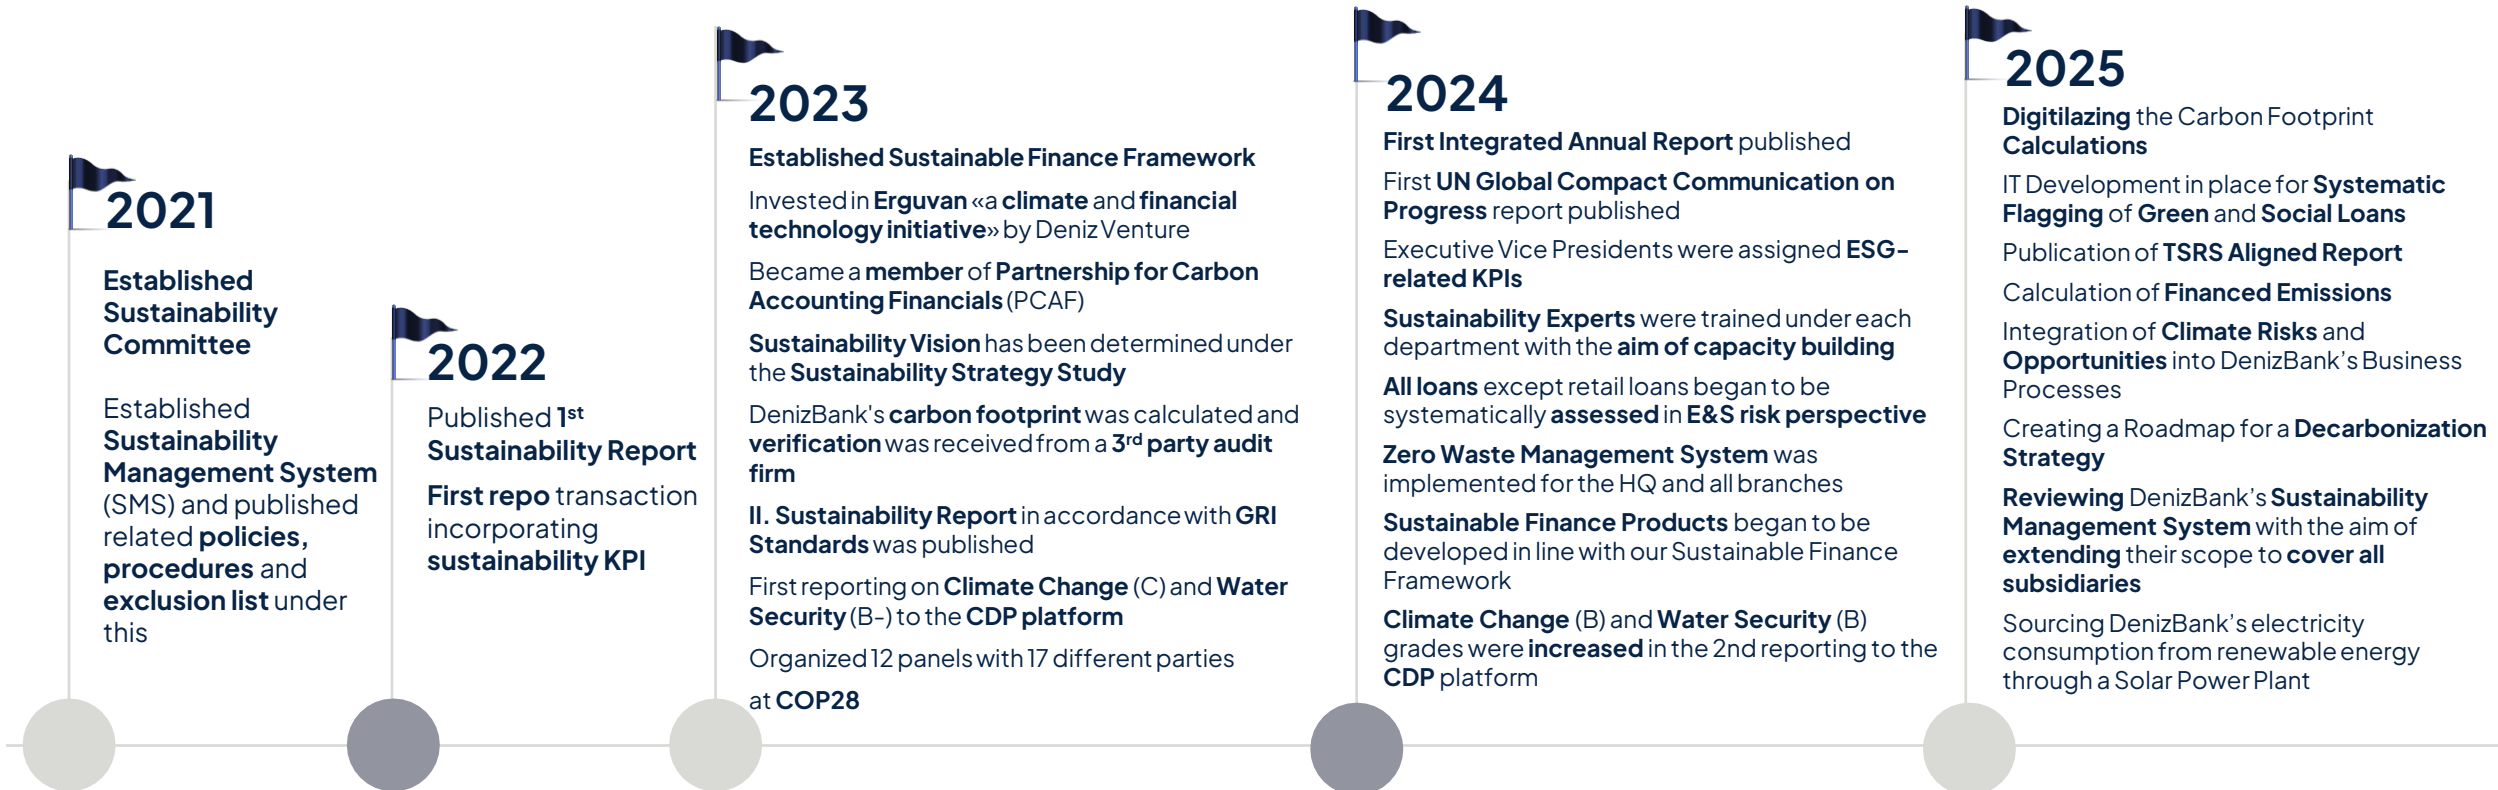 2021
Established
Sustainability
Committee
Established
Sustainability
Management System
(SMS) and published
related policies,
procedures and
exclusion list under
this
2022
Published 1st
Sustainability Report
First repo transaction
incorporating
sustainability KPI
2023
Established Sustainable Finance Framework
Invested in Erguvan «a climate and financial
technology initiative» by Deniz Venture
Became a member of Partnership for Carbon
Accounting Financials (PCAF)
Sustainability Vision has been determined under
the Sustainability Strategy Study
DenizBank's carbon footprint was calculated and
verification was received from a 3rd party audit
firm
II. Sustainability Report in accordance with GRI
Standards was published
First reporting on Climate Change (C) and Water
Security (B-) to the CDP platform
Organized 12 panels with 17 different parties
at COP28
2024
First Integrated Annual Report published
First UN Global Compact Communication on
Progress report published
Executive Vice Presidents were assigned ESG-
related KPIs
Sustainability Experts were trained under each
department with the aim of capacity building
All loans except retail loans began to be
systematically assessed in E&S risk perspective
Zero Waste Management System was
implemented for the HQ and all branches
Sustainable Finance Products began to be
developed in line with our Sustainable Finance
Framework
Climate Change (B) and Water Security (B)
grades were increased in the 2nd reporting to the
CDP platform
2025
Digitilazing the Carbon Footprint
Calculations
IT Development in place for Systematic
Flagging of Green and Social Loans
Publication of TSRS Aligned Report
Calculation of Financed Emissions
Integration of Climate Risks and
Opportunities into DenizBank’s Business
Processes
Creating a Roadmap for a Decarbonization
Strategy
Reviewing DenizBank’s Sustainability
Management System with the aim of
extending their scope to cover all
subsidiaries
Sourcing DenizBank’s electricity
consumption from renewable energy
through a Solar Power Plant